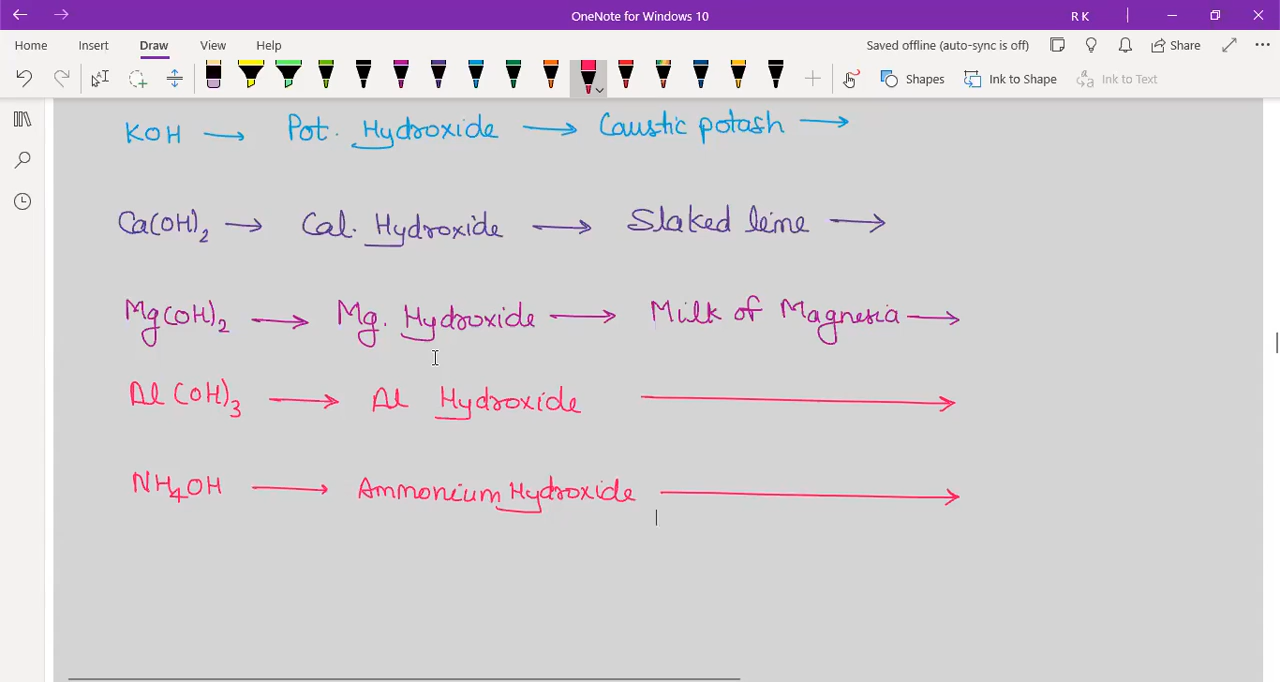 OneNote for Windows 10
R K
Home Insert Draw View Help
Saved offline (auto-sync is off) Share
Shapes Ink to Shape Ink to Text
KOH → Pot. Hydroxide → Caustic potash →
Ca(OH)₂ → Cal. Hydroxide → Slaked leme →
Mg(OH)₂ → Mg. Hydroxide → Milk of Magnesia →
Al(OH)₃ → Al Hydroxide →
NH₄OH → Ammonium Hydroxide →